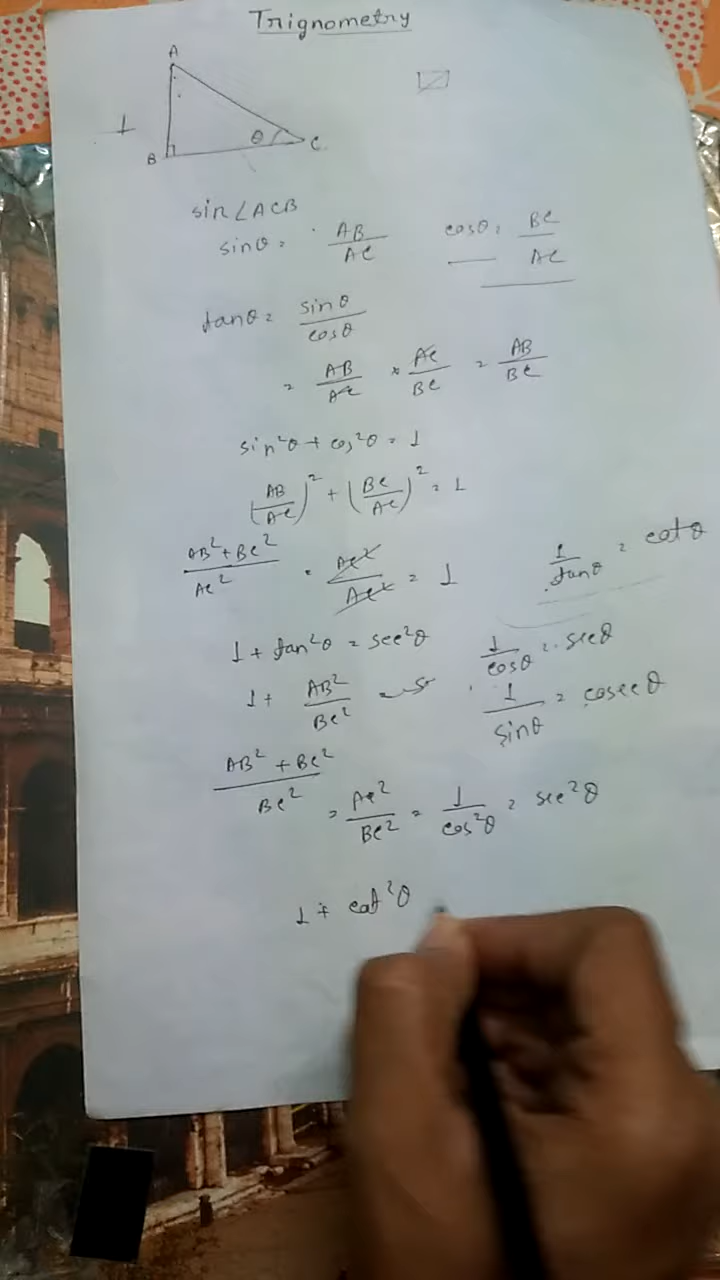 Trignometry
A
⊥
θ
B C
sin∠ACB
sinθ = AB/AC cosθ = BC/AC
tanθ = sinθ/cosθ
= AB/AC × AC/BC = AB/BC
sin²θ + cos²θ = 1
(AB/AC)² + (BC/AC)² = 1
AB² + BC²/AC² = AC²/AC² = 1 1/tanθ = cotθ
1 + tan²θ = sec²θ 1/cosθ = secθ
1 + AB²/BC² = 1/sinθ = cosecθ
AB² + BC²/BC² = AC²/BC² = 1/cos²θ = sec²θ
1 + cot²θ